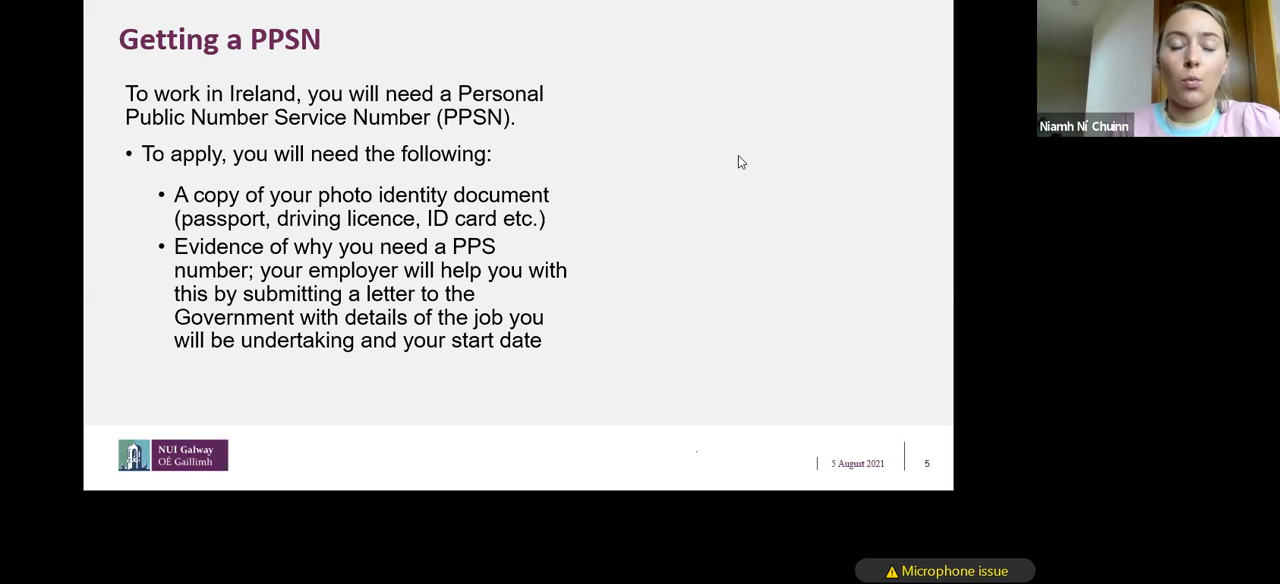 Getting a PPSN
To work in Ireland, you will need a Personal
Public Number Service Number (PPSN).
• To apply, you will need the following:
• A copy of your photo identity document
(passport, driving licence, ID card etc.)
• Evidence of why you need a PPS
number; your employer will help you with
this by submitting a letter to the
Government with details of the job you
will be undertaking and your start date
NUI Galway
OÉ Gaillimh
5 August 2021
5
Niamh Ní Chuinn
Microphone issue